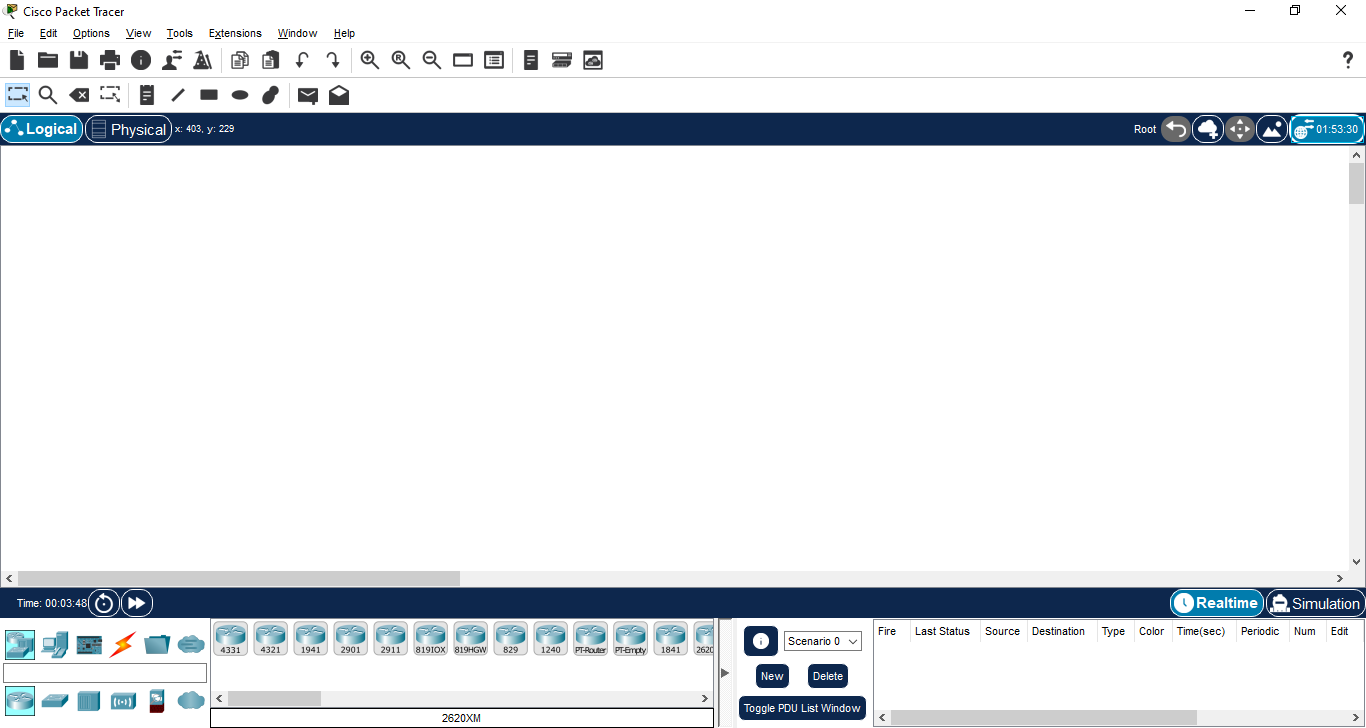 Cisco Packet Tracer
File Edit Options View Tools Extensions Window Help
Logical Physical x: 403, y: 229 Root 01:53:30
Time: 00:03:48 Realtime Simulation
4331 4321 1941 2901 2911 819IOX 819HGW 829 1240 PT-Router PT-Empty 1841 2620
2620XM
Scenario 0
New Delete
Toggle PDU List Window
Fire Last Status Source Destination Type Color Time(sec) Periodic Num Edit